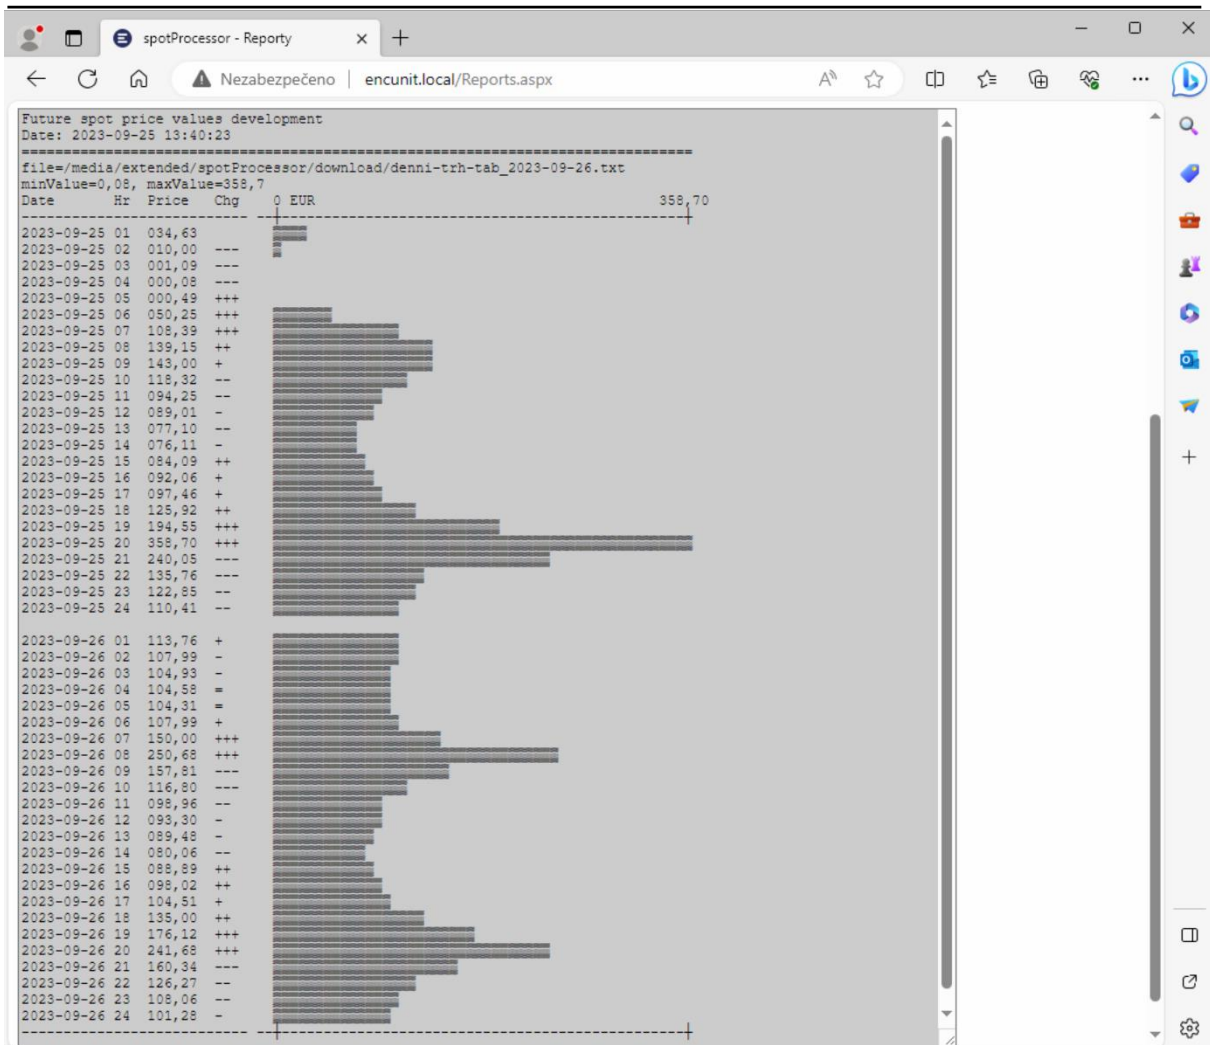 spotProcessor - Reporty
Nezabezpečeno | encunit.local/Reports.aspx
Future spot price values development
Date: 2023-09-25 13:40:23
================================================================================
file=/media/extended/spotProcessor/download/denni-trh-tab_2023-09-26.txt
minValue=0,08, maxValue=358,7
Date Hr Price Chg 0 EUR 358,70
2023-09-25 01 034,63
2023-09-25 02 010,00 ---
2023-09-25 03 001,09 ---
2023-09-25 04 000,08 ---
2023-09-25 05 000,49 +++
2023-09-25 06 050,25 +++
2023-09-25 07 108,39 +++
2023-09-25 08 139,15 ++
2023-09-25 09 143,00 +
2023-09-25 10 118,32 --
2023-09-25 11 094,25 --
2023-09-25 12 089,01 -
2023-09-25 13 077,10 --
2023-09-25 14 076,11 -
2023-09-25 15 084,09 ++
2023-09-25 16 092,06 +
2023-09-25 17 097,46 +
2023-09-25 18 125,92 ++
2023-09-25 19 194,55 +++
2023-09-25 20 358,70 +++
2023-09-25 21 240,05 ---
2023-09-25 22 135,76 ---
2023-09-25 23 122,85 --
2023-09-25 24 110,41 --
2023-09-26 01 113,76 +
2023-09-26 02 107,99 -
2023-09-26 03 104,93 -
2023-09-26 04 104,58 =
2023-09-26 05 104,31 =
2023-09-26 06 107,99 +
2023-09-26 07 150,00 +++
2023-09-26 08 250,68 +++
2023-09-26 09 157,81 ---
2023-09-26 10 116,80 ---
2023-09-26 11 098,96 --
2023-09-26 12 093,30 -
2023-09-26 13 089,48 -
2023-09-26 14 080,06 --
2023-09-26 15 088,89 ++
2023-09-26 16 098,02 ++
2023-09-26 17 104,51 +
2023-09-26 18 135,00 ++
2023-09-26 19 176,12 +++
2023-09-26 20 241,68 +++
2023-09-26 21 160,34 ---
2023-09-26 22 126,27 --
2023-09-26 23 108,06 --
2023-09-26 24 101,28 -